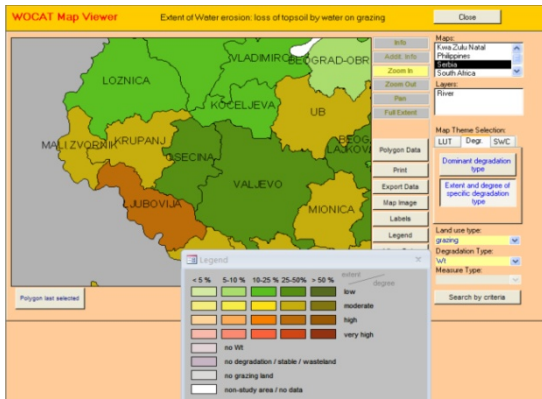 WOCAT Map Viewer
Extent of Water erosion: loss of topsoil by water on grazing
Close
Info
Addit. Info
Zoom In
Zoom Out
Pan
Full Extent
Polygon Data
Print
Export Data
Map Image
Labels
Legend
Maps:
Kwa Zulu Natal
Philippines
Serbia
South Africa
Layers:
River
Map Theme Selection:
LUT Degr. SWC
Dominant degradation
type
Extent and degree of
specific degradation
type
Land use type:
grazing
Degradation Type:
Wt
Measure Type:
Search by criteria
LOZNICA
VLADIMIRC
BEOGRAD-OBR
KOCELJEVA
UB
MALI ZVORNIK
KRUPANJ
OSECINA
BEOG
LAJKOV
VALJEVO
LJUBOVIJA
MIONICA
Polygon last selected
Legend
< 5 % 5-10 % 10-25 % 25-50% > 50 % extent
degree
low
moderate
high
very high
no Wt
no degradation / stable / wasteland
no grazing land
non-study area / no data